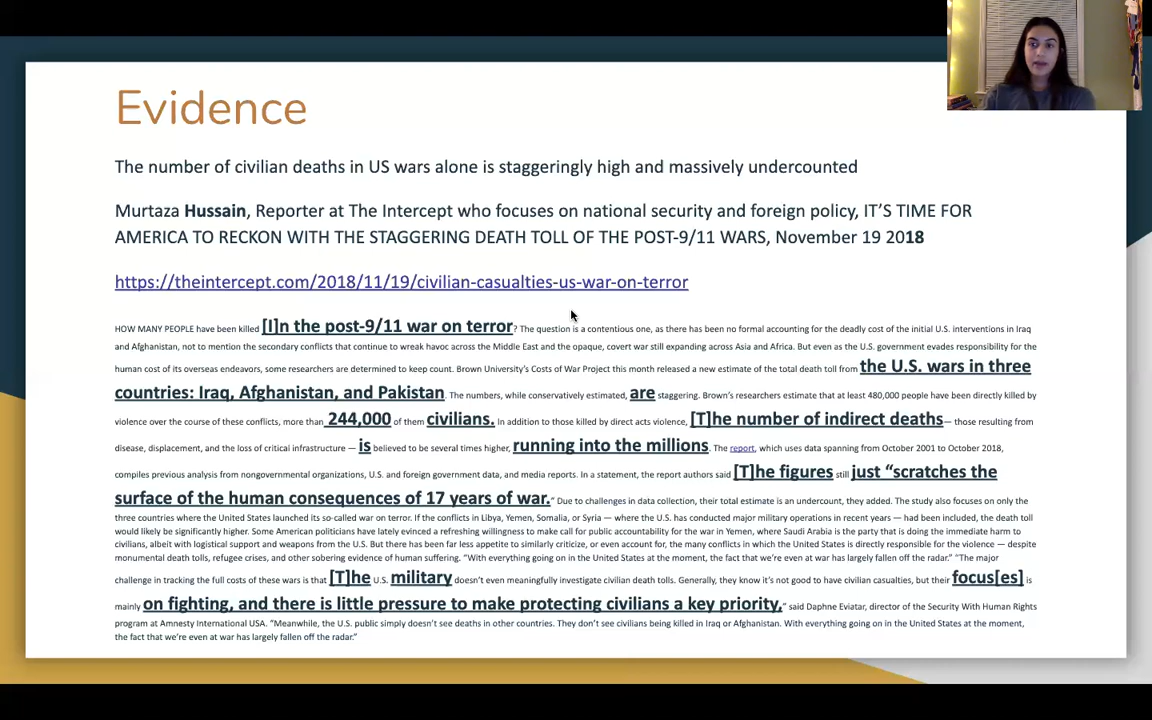 Evidence
The number of civilian deaths in US wars alone is staggeringly high and massively undercounted
Murtaza Hussain, Reporter at The Intercept who focuses on national security and foreign policy, IT'S TIME FOR
AMERICA TO RECKON WITH THE STAGGERING DEATH TOLL OF THE POST-9/11 WARS, November 19 2018
https://theintercept.com/2018/11/19/civilian-casualties-us-war-on-terror
HOW MANY PEOPLE have been killed [I]n the post-9/11 war on terror? The question is a contentious one, as there has been no formal accounting for the deadly cost of the initial U.S. interventions in Iraq
and Afghanistan, not to mention the secondary conflicts that continue to wreak havoc across the Middle East and the opaque, covert war still expanding across Asia and Africa. But even as the U.S. government evades responsibility for the
human cost of its overseas endeavors, some researchers are determined to keep count. Brown University's Costs of War Project this month released a new estimate of the total death toll from the U.S. wars in three
countries: Iraq, Afghanistan, and Pakistan. The numbers, while conservatively estimated, are staggering. Brown's researchers estimate that at least 480,000 people have been directly killed by
violence over the course of these conflicts, more than 244,000 of them civilians. In addition to those killed by direct acts violence, [T]he number of indirect deaths— those resulting from
disease, displacement, and the loss of critical infrastructure — is believed to be several times higher, running into the millions. The report, which uses data spanning from October 2001 to October 2018,
compiles previous analysis from nongovernmental organizations, U.S. and foreign government data, and media reports. In a statement, the report authors said [T]he figures still just "scratches the
surface of the human consequences of 17 years of war." Due to challenges in data collection, their total estimate is an undercount, they added. The study also focuses on only the
three countries where the United States launched its so-called war on terror. If the conflicts in Libya, Yemen, Somalia, or Syria — where the U.S. has conducted major military operations in recent years — had been included, the death toll
would likely be significantly higher. Some American politicians have lately evinced a refreshing willingness to make call for public accountability for the war in Yemen, where Saudi Arabia is the party that is doing the immediate harm to
civilians, albeit with logistical support and weapons from the U.S. But there has been far less appetite to similarly criticize, or even account for, the many conflicts in which the United States is directly responsible for the violence — despite
monumental death tolls, refugee crises, and other sobering evidence of human suffering. "With everything going on in the United States at the moment, the fact that we're even at war has largely fallen off the radar." "The major
challenge in tracking the full costs of these wars is that [T]he U.S. military doesn't even meaningfully investigate civilian death tolls. Generally, they know it's not good to have civilian casualties, but their focus[es] is
mainly on fighting, and there is little pressure to make protecting civilians a key priority," said Daphne Eviatar, director of the Security With Human Rights
program at Amnesty International USA. "Meanwhile, the U.S. public simply doesn't see deaths in other countries. They don't see civilians being killed in Iraq or Afghanistan. With everything going on in the United States at the moment,
the fact that we're even at war has largely fallen off the radar."